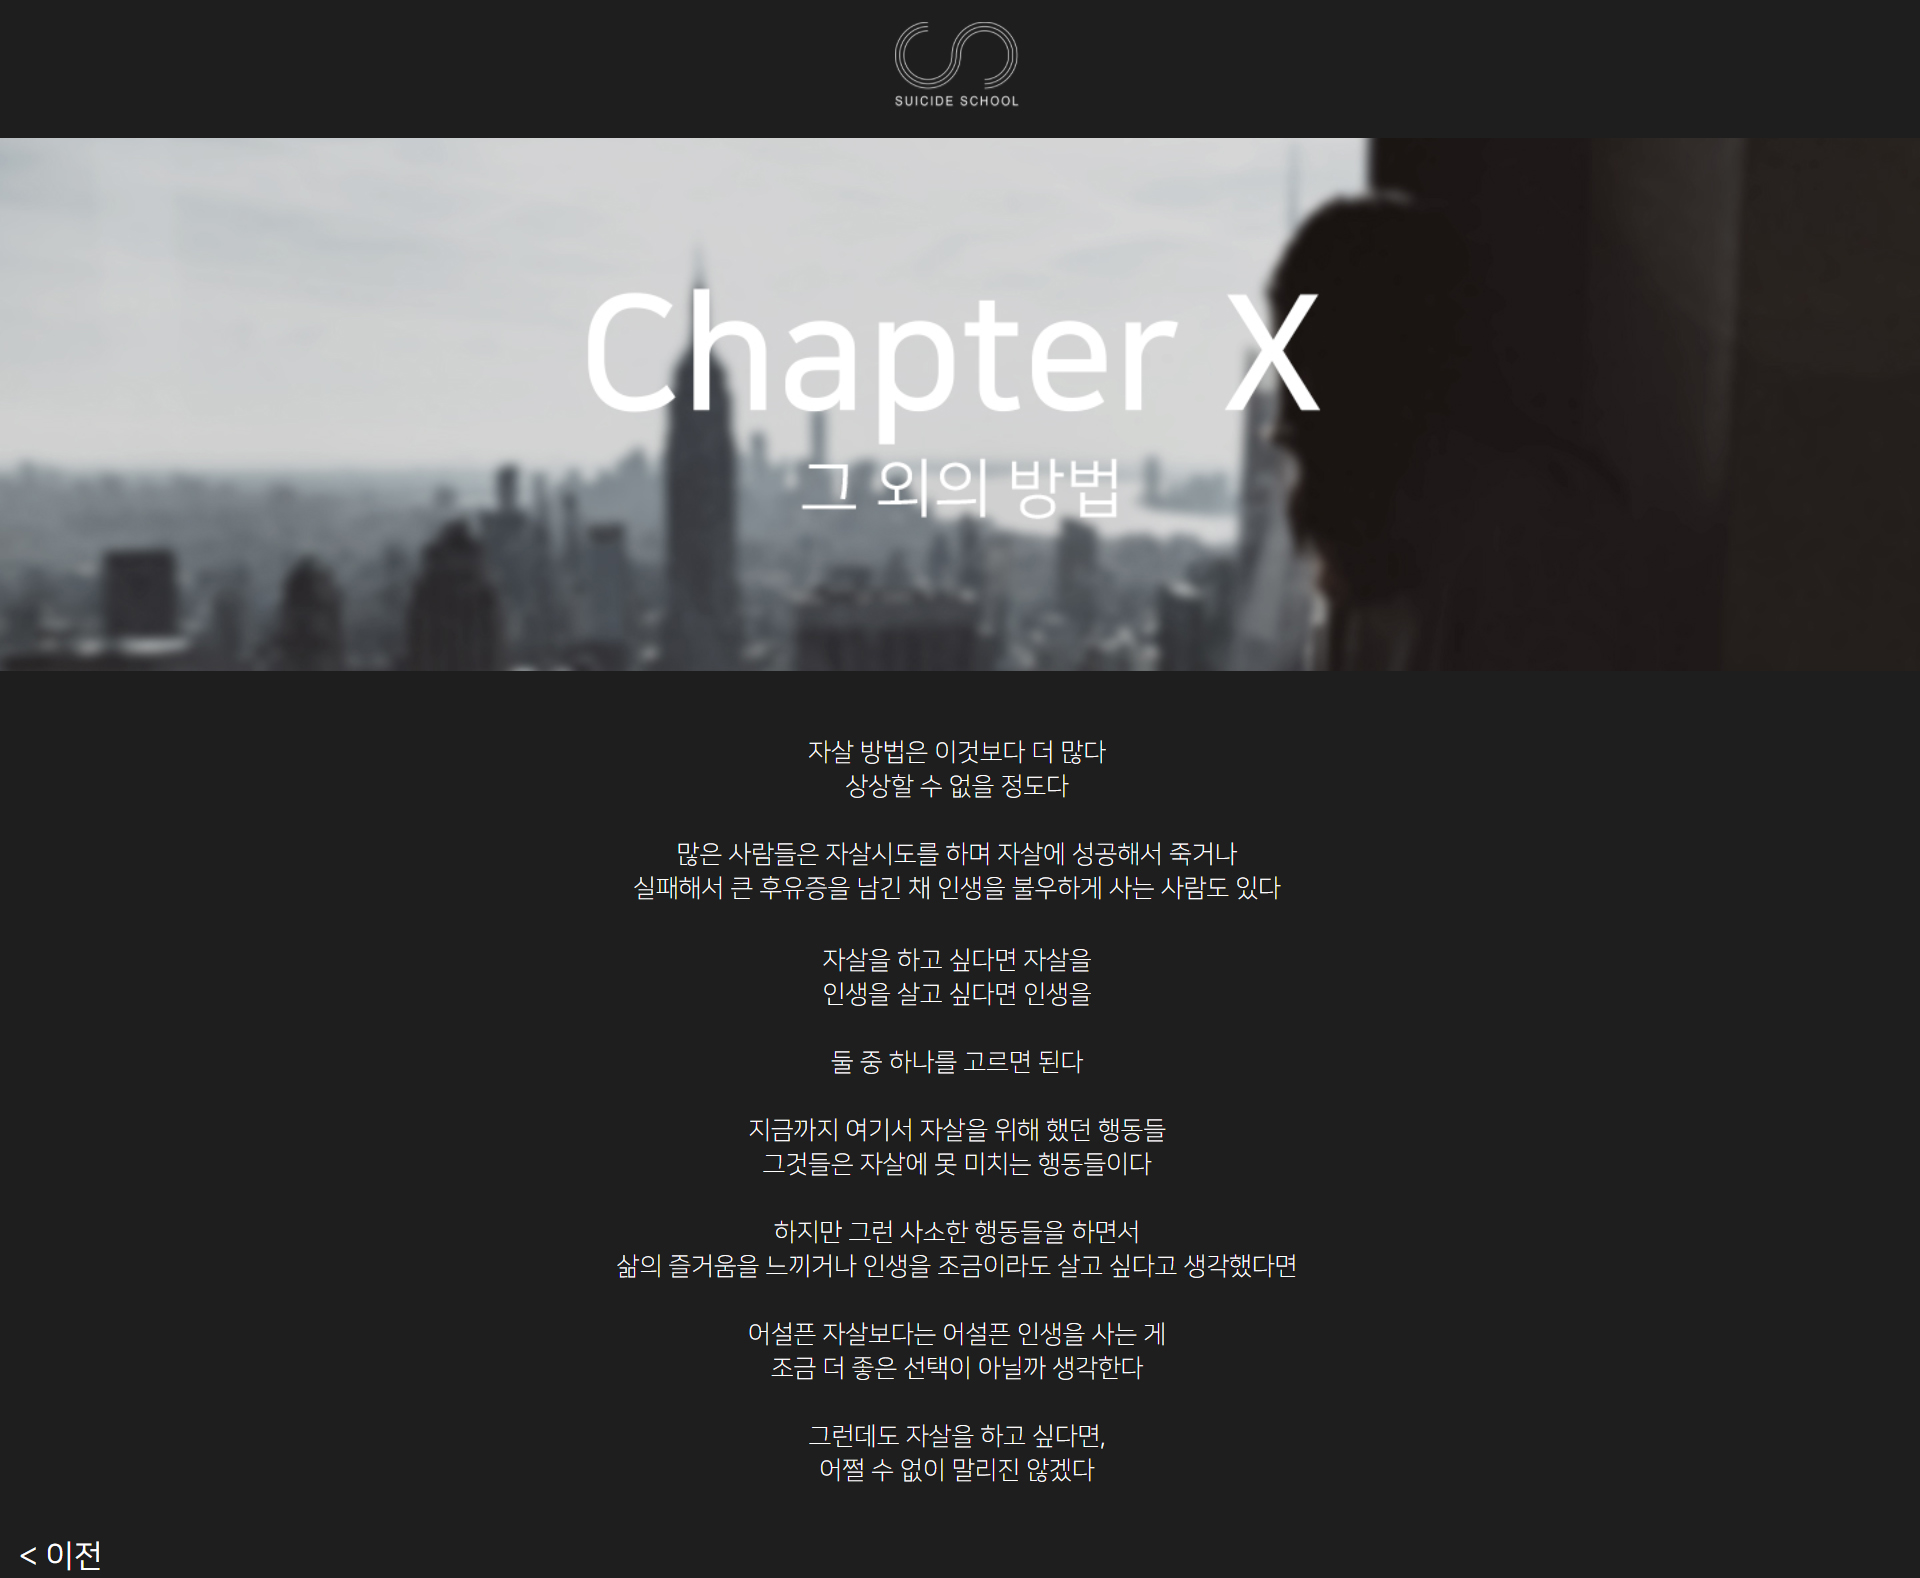 SUICIDE SCHOOL
Chapter X
그 외의 방법
자살 방법은 이것보다 더 많다
상상할 수 없을 정도다
많은 사람들은 자살시도를 하며 자살에 성공해서 죽거나
실패해서 큰 후유증을 남긴 채 인생을 불우하게 사는 사람도 있다
자살을 하고 싶다면 자살을
인생을 살고 싶다면 인생을
둘 중 하나를 고르면 된다
지금까지 여기서 자살을 위해 했던 행동들
그것들은 자살에 못 미치는 행동들이다
하지만 그런 사소한 행동들을 하면서
삶의 즐거움을 느끼거나 인생을 조금이라도 살고 싶다고 생각했다면
어설픈 자살보다는 어설픈 인생을 사는 게
조금 더 좋은 선택이 아닐까 생각한다
그런데도 자살을 하고 싶다면,
어쩔 수 없이 말리진 않겠다
< 이전